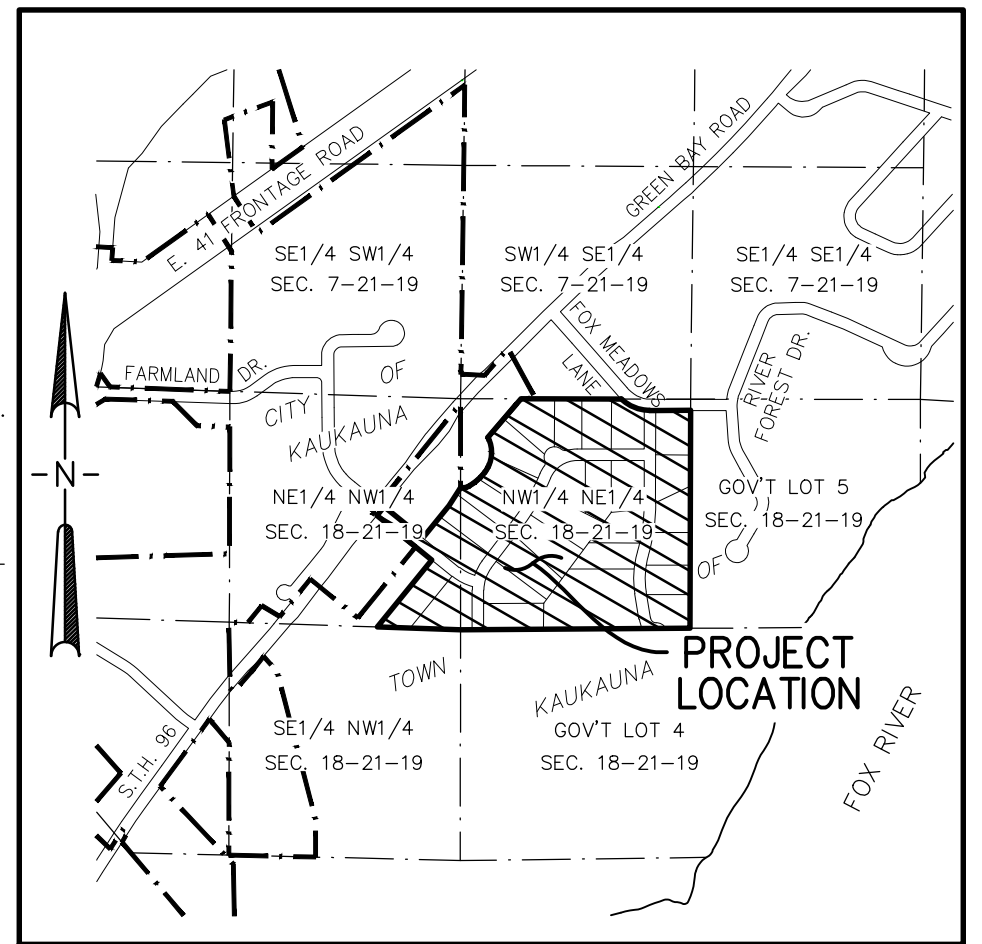 GREEN BAY ROAD
E. 41 FRONTAGE ROAD
SE1/4 SW1/4
SEC. 7-21-19
SW1/4 SE1/4
SEC. 7-21-19
SE1/4 SE1/4
SEC. 7-21-19
FOX MEADOWS
LANE
RIVER
FOREST DR.
FARMLAND DR.
CITY OF
KAUKAUNA
-N-
NE1/4 NW1/4
SEC. 18-21-19
NW1/4 NE1/4
SEC. 18-21-19
GOV'T LOT 5
SEC. 18-21-19
TOWN OF
KAUKAUNA
PROJECT
LOCATION
SE1/4 NW1/4
SEC. 18-21-19
GOV'T LOT 4
SEC. 18-21-19
S.T.H. 96
FOX RIVER